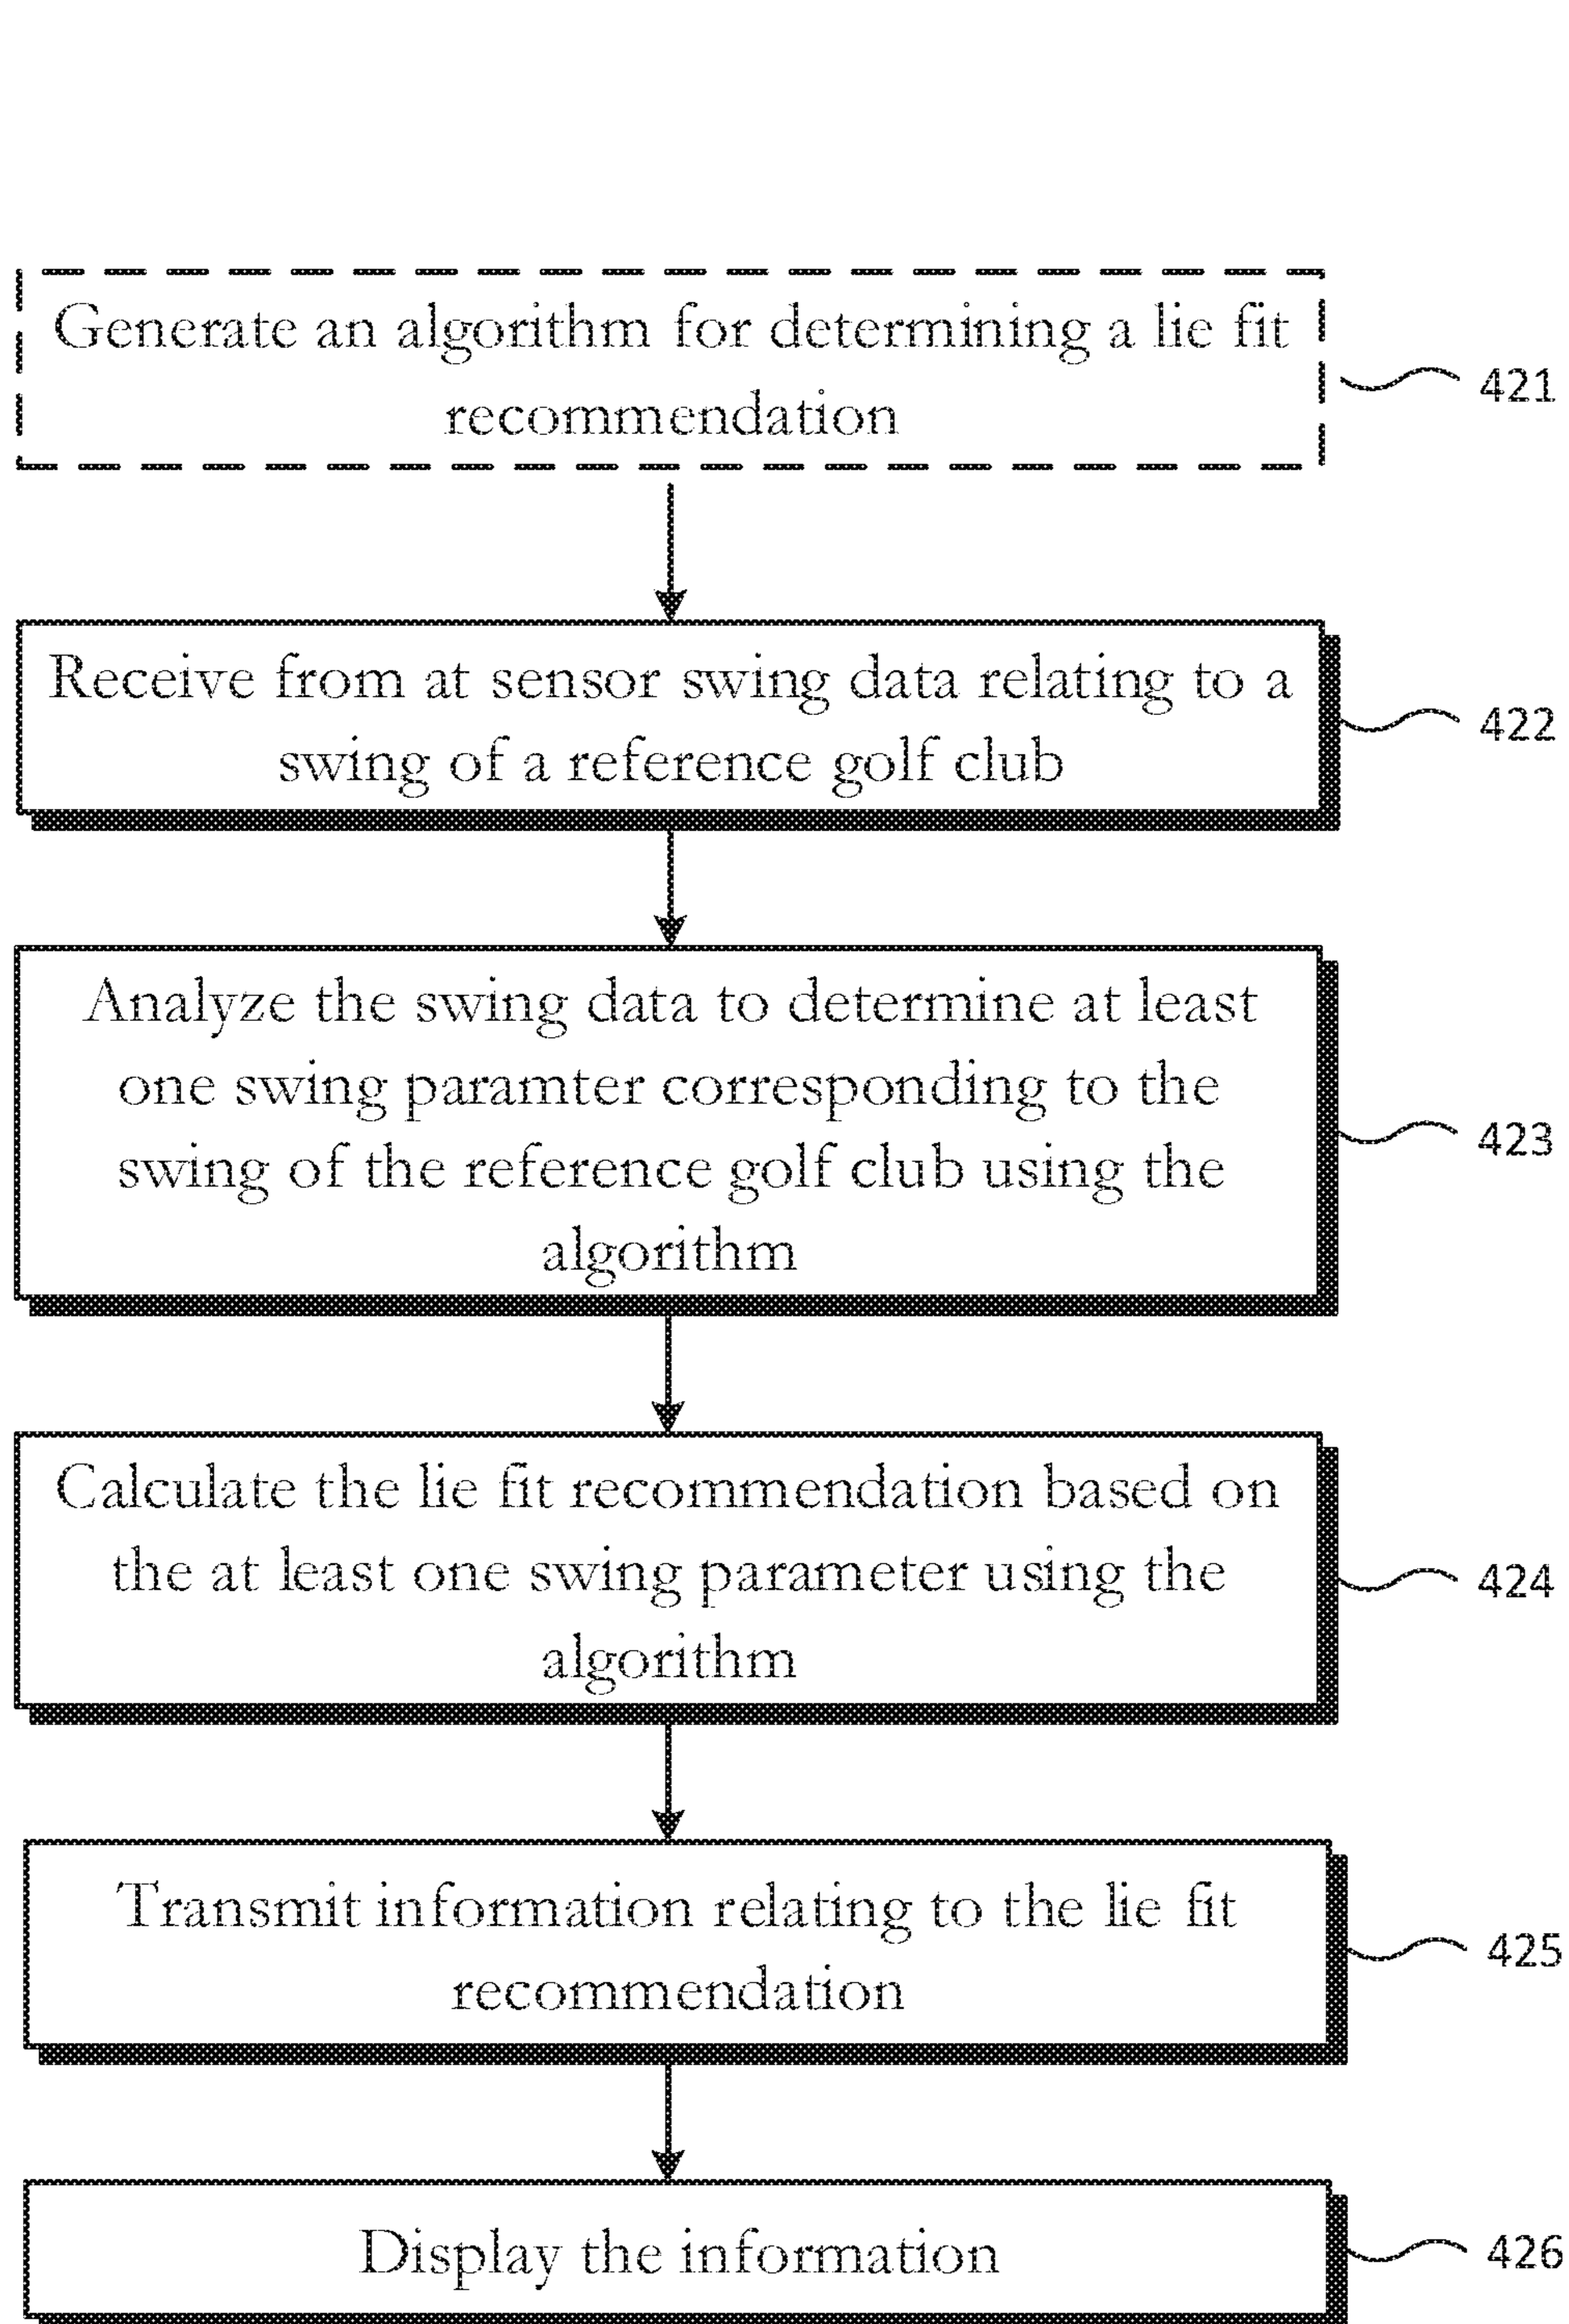 Generate an algorithm for determining a lie fit
recommendation
421
Receive from at sensor swing data relating to a
swing of a reference golf club
422
Analyze the swing data to determine at least
one swing paramter corresponding to the
swing of the reference golf club using the
algorithm
423
Calculate the lie fit recommendation based on
the at least one swing parameter using the
algorithm
424
Transmit information relating to the lie fit
recommendation
425
Display the information
426